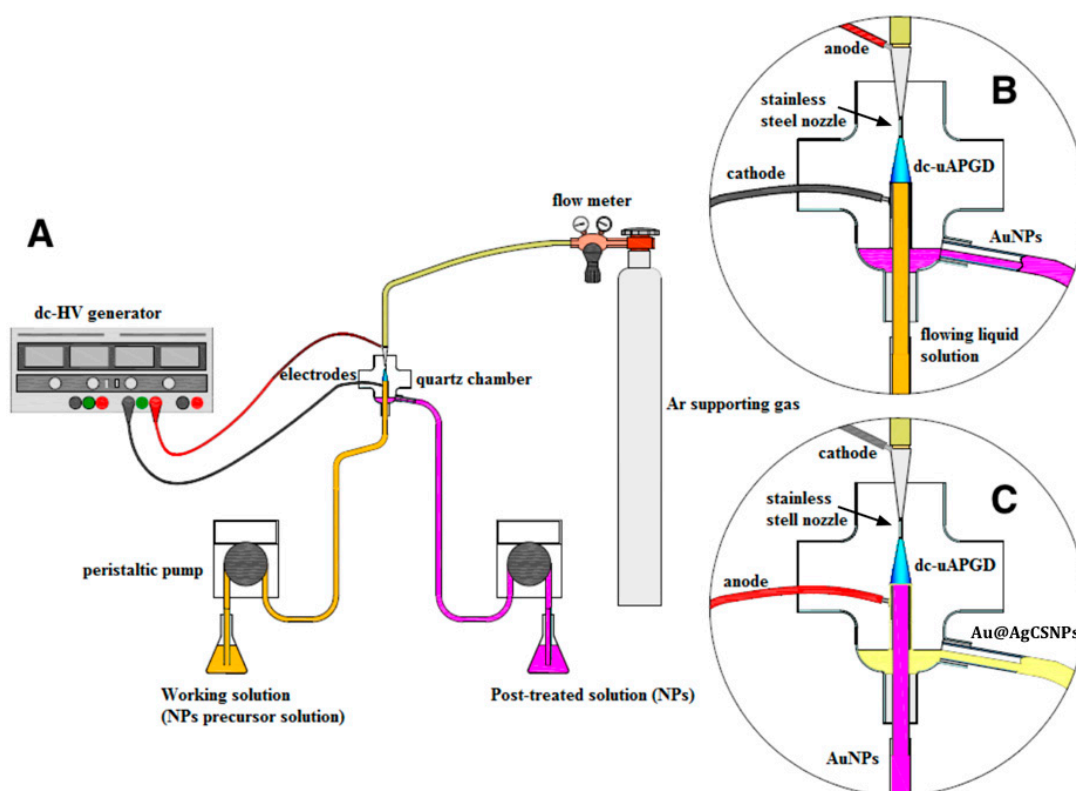 A
dc-HV generator
flow meter
electrodes
quartz chamber
Ar supporting gas
peristaltic pump
Working solution
(NPs precursor solution)
Post-treated solution (NPs)
B
anode
stainless
steel nozzle
dc-uAPGD
cathode
AuNPs
flowing liquid
solution
C
cathode
stainless
stell nozzle
dc-uAPGD
anode
Au@AgCSNPs
AuNPs